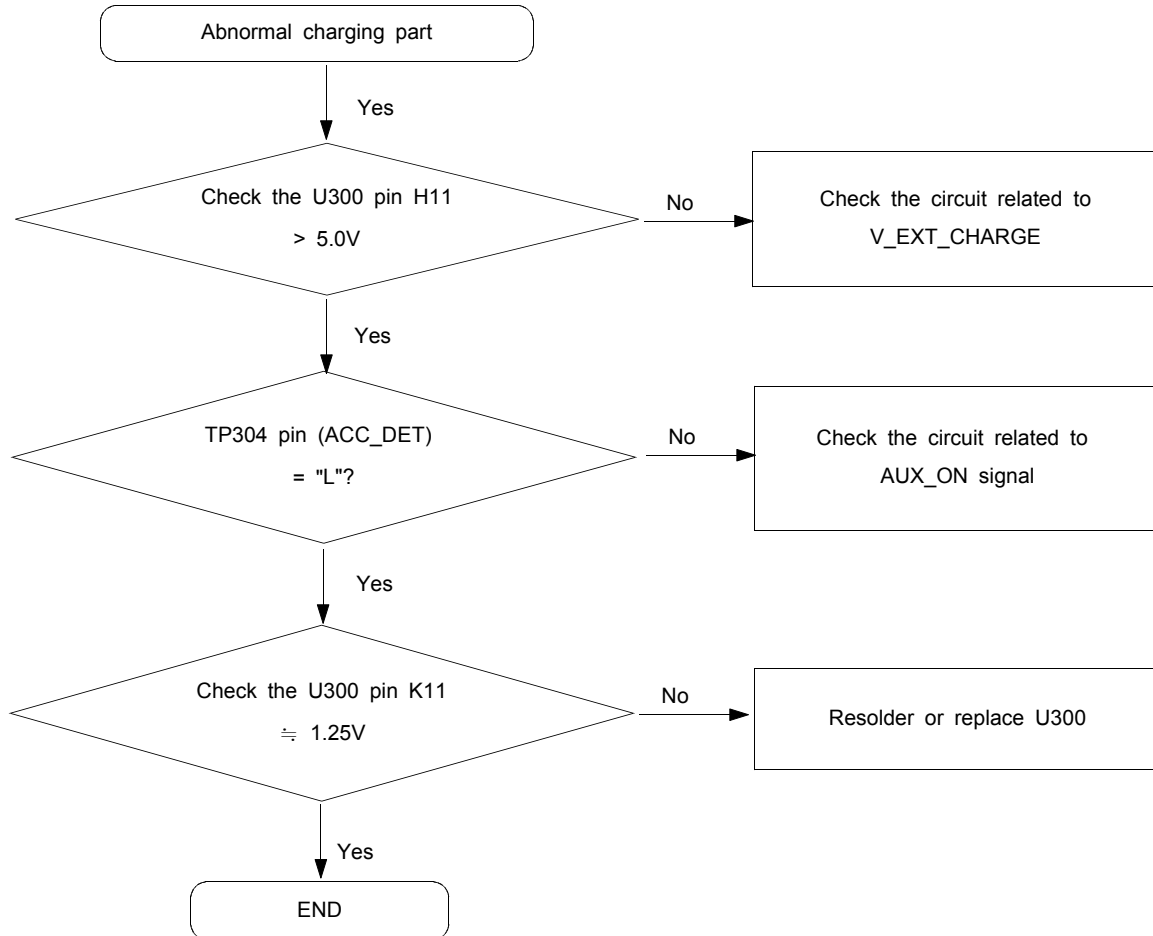 Abnormal charging part
Yes
Check the U300 pin H11
> 5.0V
No
Check the circuit related to
V_EXT_CHARGE
Yes
TP304 pin (ACC_DET)
= "L"?
No
Check the circuit related to
AUX_ON signal
Yes
Check the U300 pin K11
≒ 1.25V
No
Resolder or replace U300
Yes
END